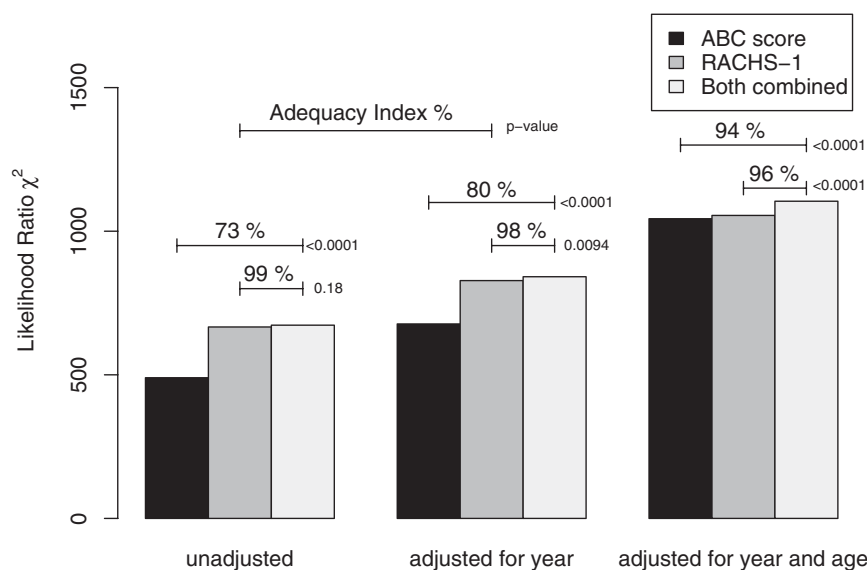 ABC score
RACHS−1
Both combined
Likelihood Ratio χ²
0
500
1000
1500
Adequacy Index %
p−value
73 %
<0.0001
99 %
0.18
80 %
<0.0001
98 %
0.0094
94 %
<0.0001
96 %
<0.0001
unadjusted
adjusted for year
adjusted for year and age